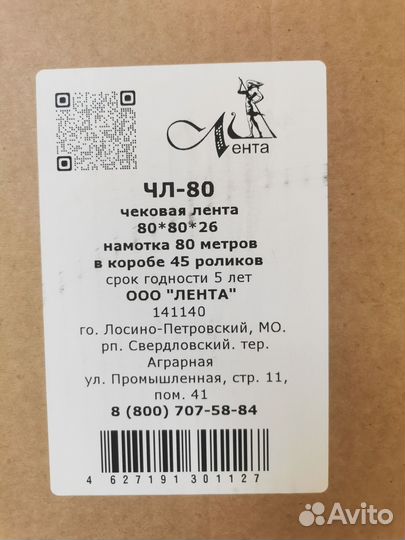 Лента
ЧЛ-80
чековая лента
80*80*26
намотка 80 метров
в коробе 45 роликов
срок годности 5 лет
ООО "ЛЕНТА"
141140
го. Лосино-Петровский, МО.
рп. Свердловский. тер.
Аграрная
ул. Промышленная, стр. 11,
пом. 41
8 (800) 707-58-84
4 627191 301127
Avito